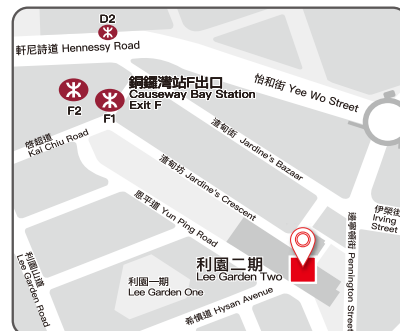 D2
軒尼詩道 Hennessy Road
銅鑼灣站F出口
Causeway Bay Station
Exit F
怡和街 Yee Wo Street
F2
F1
啓超道
Kai Chiu Road
渣甸街 Jardine's Bazaar
渣甸坊 Jardine's Crescent
恩平道 Yun Ping Road
伊榮街
Irving
Street
邊寧頓街 Pennington Street
利園山道
Lee Garden Road
利園二期
Lee Garden Two
利園一期
Lee Garden One
希慎道 Hysan Avenue